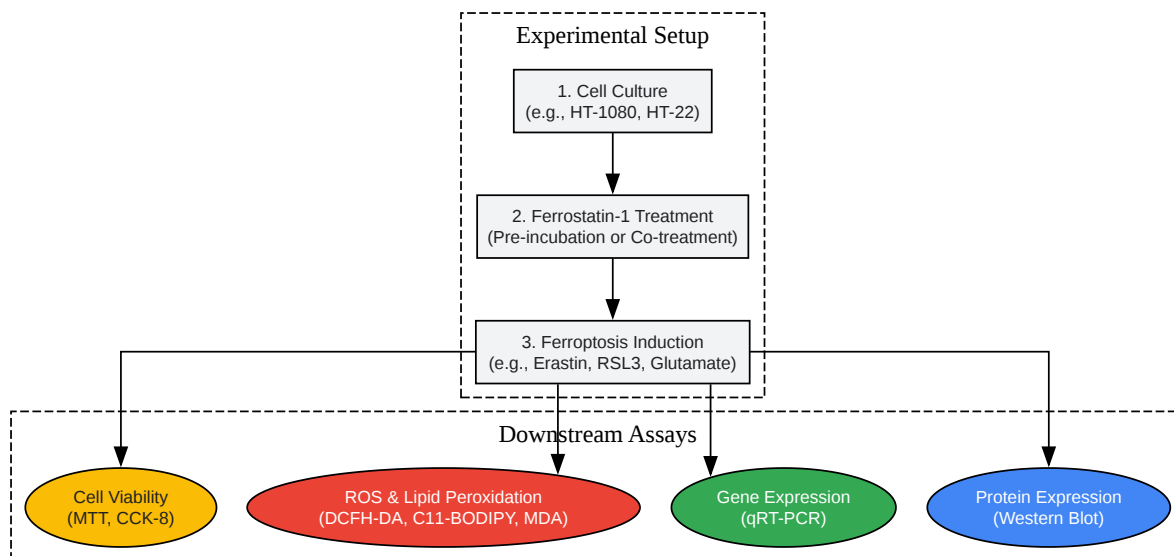 Experimental Setup
1. Cell Culture
(e.g., HT-1080, HT-22)
2. Ferrostatin-1 Treatment
(Pre-incubation or Co-treatment)
3. Ferroptosis Induction
(e.g., Erastin, RSL3, Glutamate)
Downstream Assays
Cell Viability
(MTT, CCK-8)
ROS & Lipid Peroxidation
(DCFH-DA, C11-BODIPY, MDA)
Gene Expression
(qRT-PCR)
Protein Expression
(Western Blot)